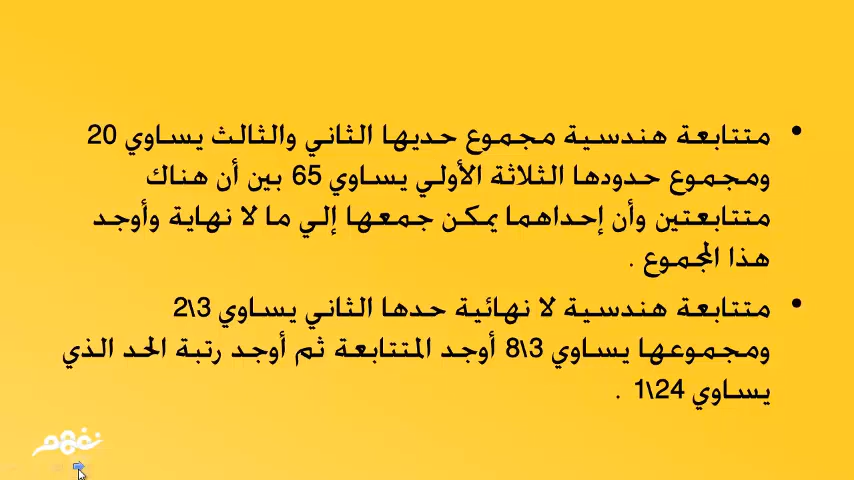 • متتابعة هندسية مجموع حديها الثاني والثالث يساوي 20
ومجموع حدودها الثلاثة الأولي يساوي 65 بين أن هناك
متتابعتين وأن إحداهما يمكن جمعها إلي ما لا نهاية وأوجد
هذا المجموع .
• متتابعة هندسية لا نهائية حدها الثاني يساوي 3\2
ومجموعها يساوي 3\8 أوجد المتتابعة ثم أوجد رتبة الحد الذي
يساوي 24\1 .
نفهم